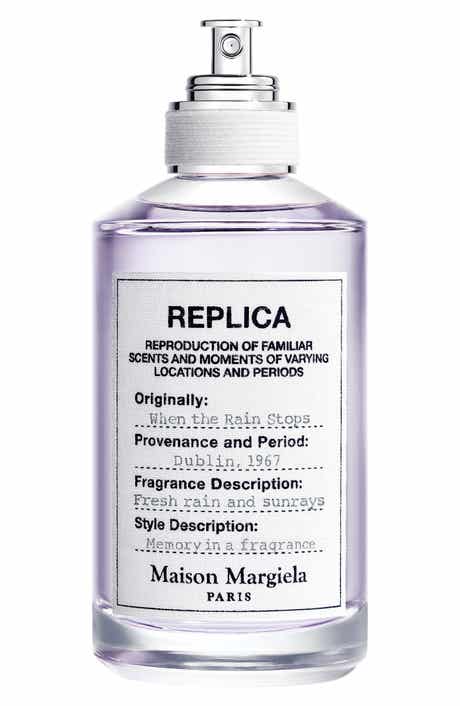 REPLICA
REPRODUCTION OF FAMILIAR
SCENTS AND MOMENTS OF VARYING
LOCATIONS AND PERIODS
Originally:
When the Rain Stops
Provenance and Period:
Dublin, 1967
Fragrance Description:
Fresh rain and sunrays
Style Description:
Memory in a fragrance
Maison Margiela
PARIS